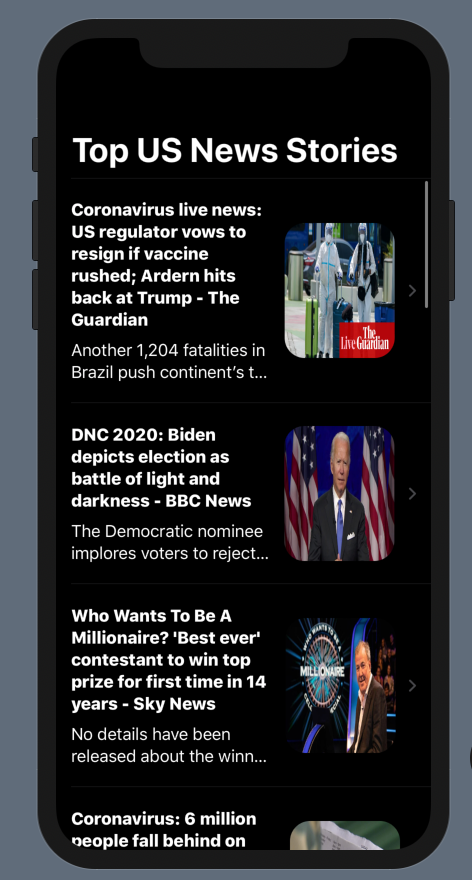 Top US News Stories
Coronavirus live news:
US regulator vows to
resign if vaccine
rushed; Ardern hits
back at Trump - The
Guardian
Another 1,204 fatalities in
Brazil push continent's t...
The
Live Guardian
DNC 2020: Biden
depicts election as
battle of light and
darkness - BBC News
The Democratic nominee
implores voters to reject...
Who Wants To Be A
Millionaire? 'Best ever'
contestant to win top
prize for first time in 14
years - Sky News
No details have been
released about the winn...
WHO WANTS TO BE
MILLIONAIRE
Coronavirus: 6 million
people fall behind on